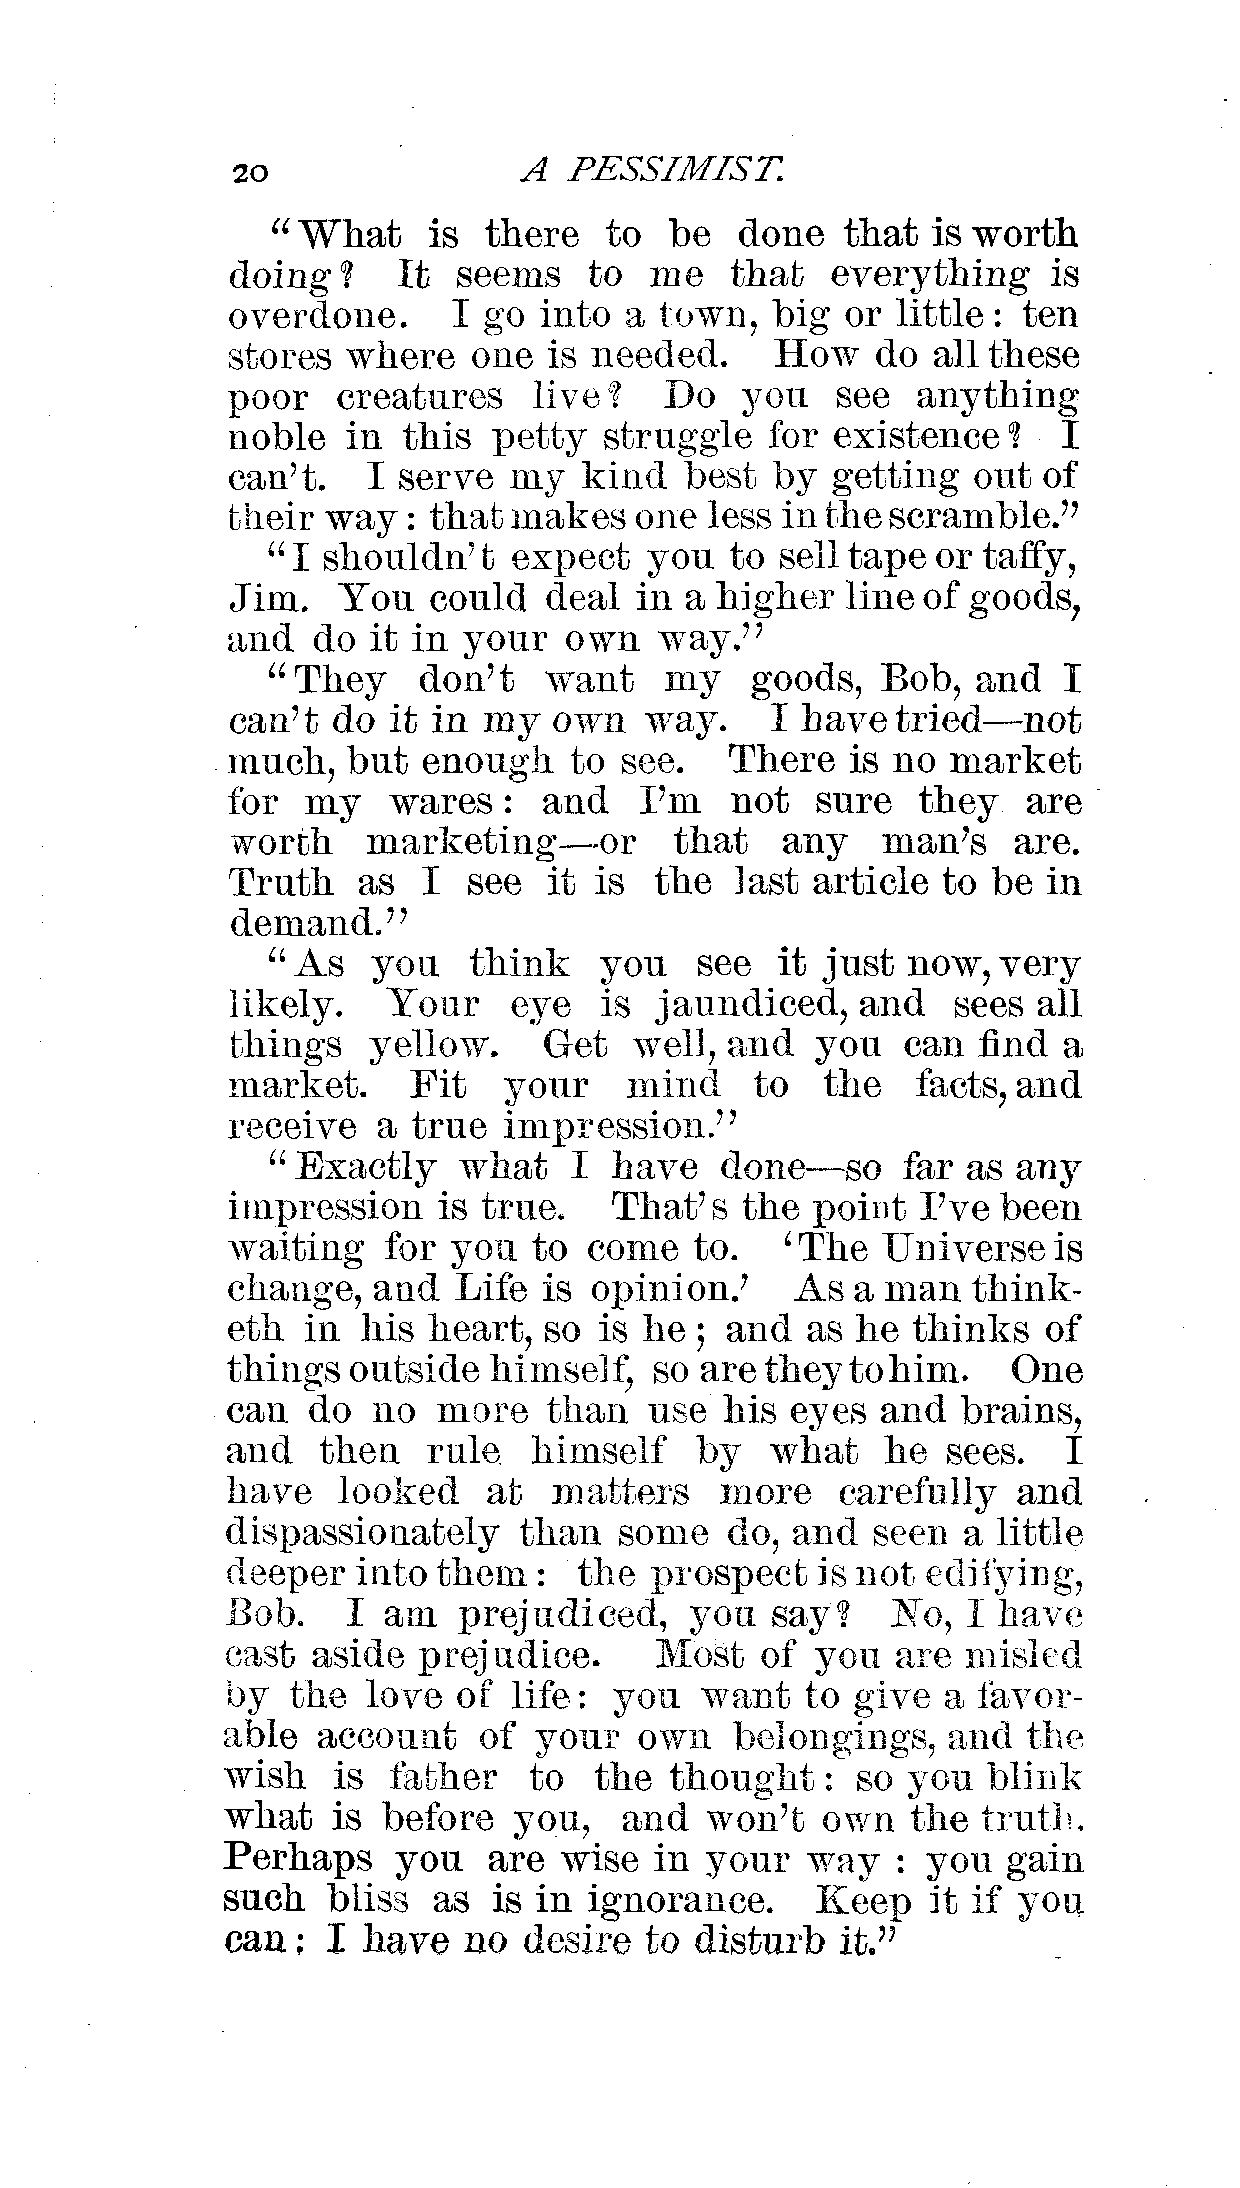 20 A PESSIMIST.
"What is there to be done that is worth
doing? It seems to me that everything is
overdone. I go into a town, big or little: ten
stores where one is needed. How do all these
poor creatures live? Do you see anything
noble in this petty struggle for existence? I
can't. I serve my kind best by getting out of
their way: that makes one less in the scramble."
"I shouldn't expect you to sell tape or taffy,
Jim. You could deal in a higher line of goods,
and do it in your own way."
"They don't want my goods, Bob, and I
can't do it in my own way. I have tried—not
much, but enough to see. There is no market
for my wares: and I'm not sure they are
worth marketing—or that any man's are.
Truth as I see it is the last article to be in
demand."
"As you think you see it just now, very
likely. Your eye is jaundiced, and sees all
things yellow. Get well, and you can find a
market. Fit your mind to the facts, and
receive a true impression."
"Exactly what I have done—so far as any
impression is true. That's the point I've been
waiting for you to come to. 'The Universe is
change, and Life is opinion.' As a man think-
eth in his heart, so is he; and as he thinks of
things outside himself, so are they to him. One
can do no more than use his eyes and brains,
and then rule himself by what he sees. I
have looked at matters more carefully and
dispassionately than some do, and seen a little
deeper into them: the prospect is not edifying,
Bob. I am prejudiced, you say? No, I have
cast aside prejudice. Most of you are misled
by the love of life: you want to give a favor-
able account of your own belongings, and the
wish is father to the thought: so you blink
what is before you, and won't own the truth.
Perhaps you are wise in your way: you gain
such bliss as is in ignorance. Keep it if you
can; I have no desire to disturb it."